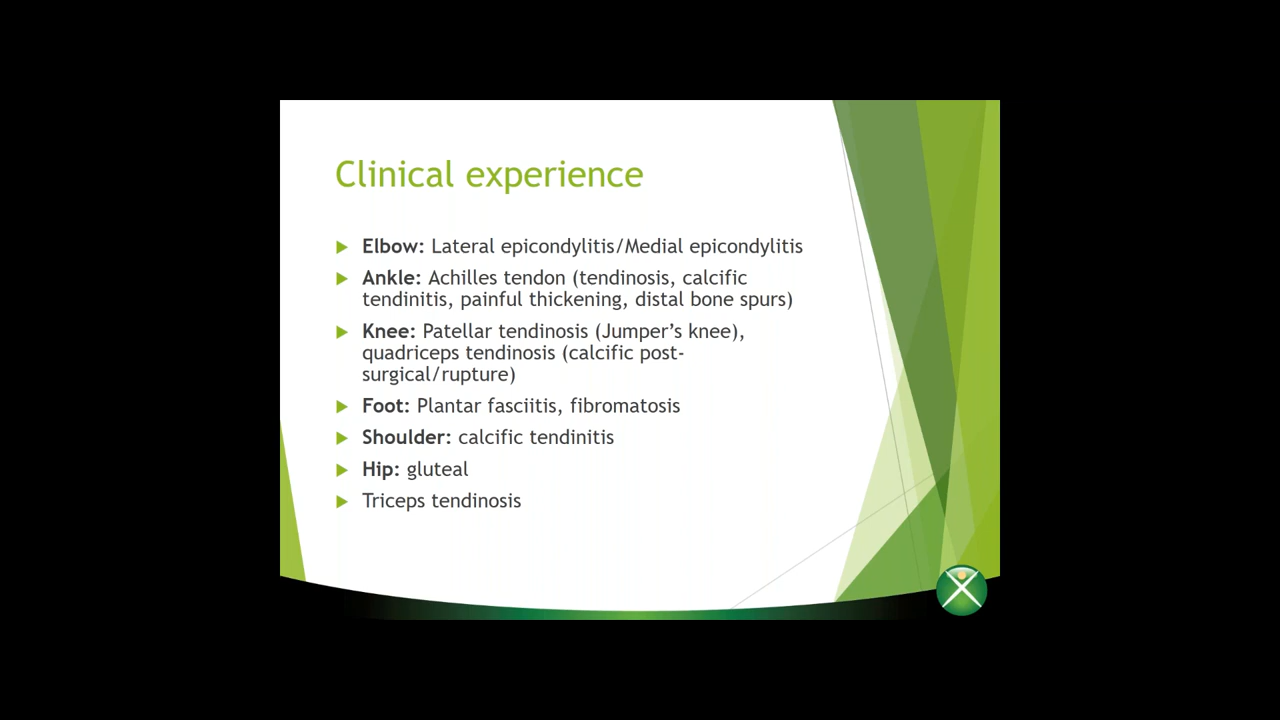 Clinical experience
Elbow: Lateral epicondylitis/Medial epicondylitis
Ankle: Achilles tendon (tendinosis, calcific
tendinitis, painful thickening, distal bone spurs)
Knee: Patellar tendinosis (Jumper’s knee),
quadriceps tendinosis (calcific post-
surgical/rupture)
Foot: Plantar fasciitis, fibromatosis
Shoulder: calcific tendinitis
Hip: gluteal
Triceps tendinosis